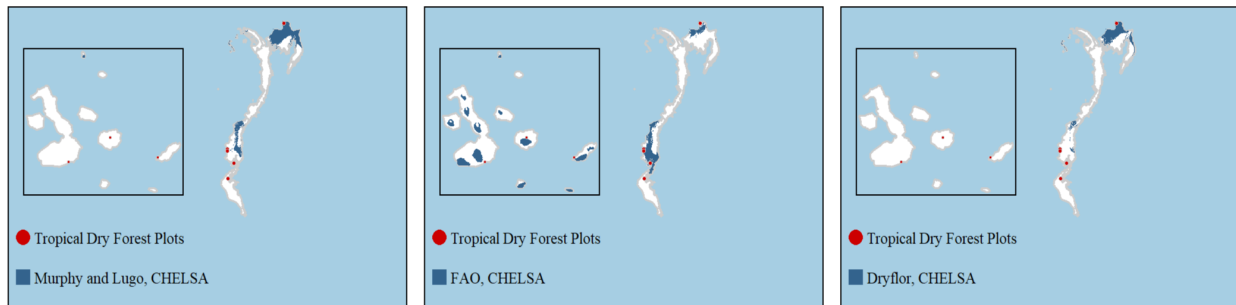 Tropical Dry Forest Plots
Murphy and Lugo, CHELSA
Tropical Dry Forest Plots
FAO, CHELSA
Tropical Dry Forest Plots
Dryflor, CHELSA